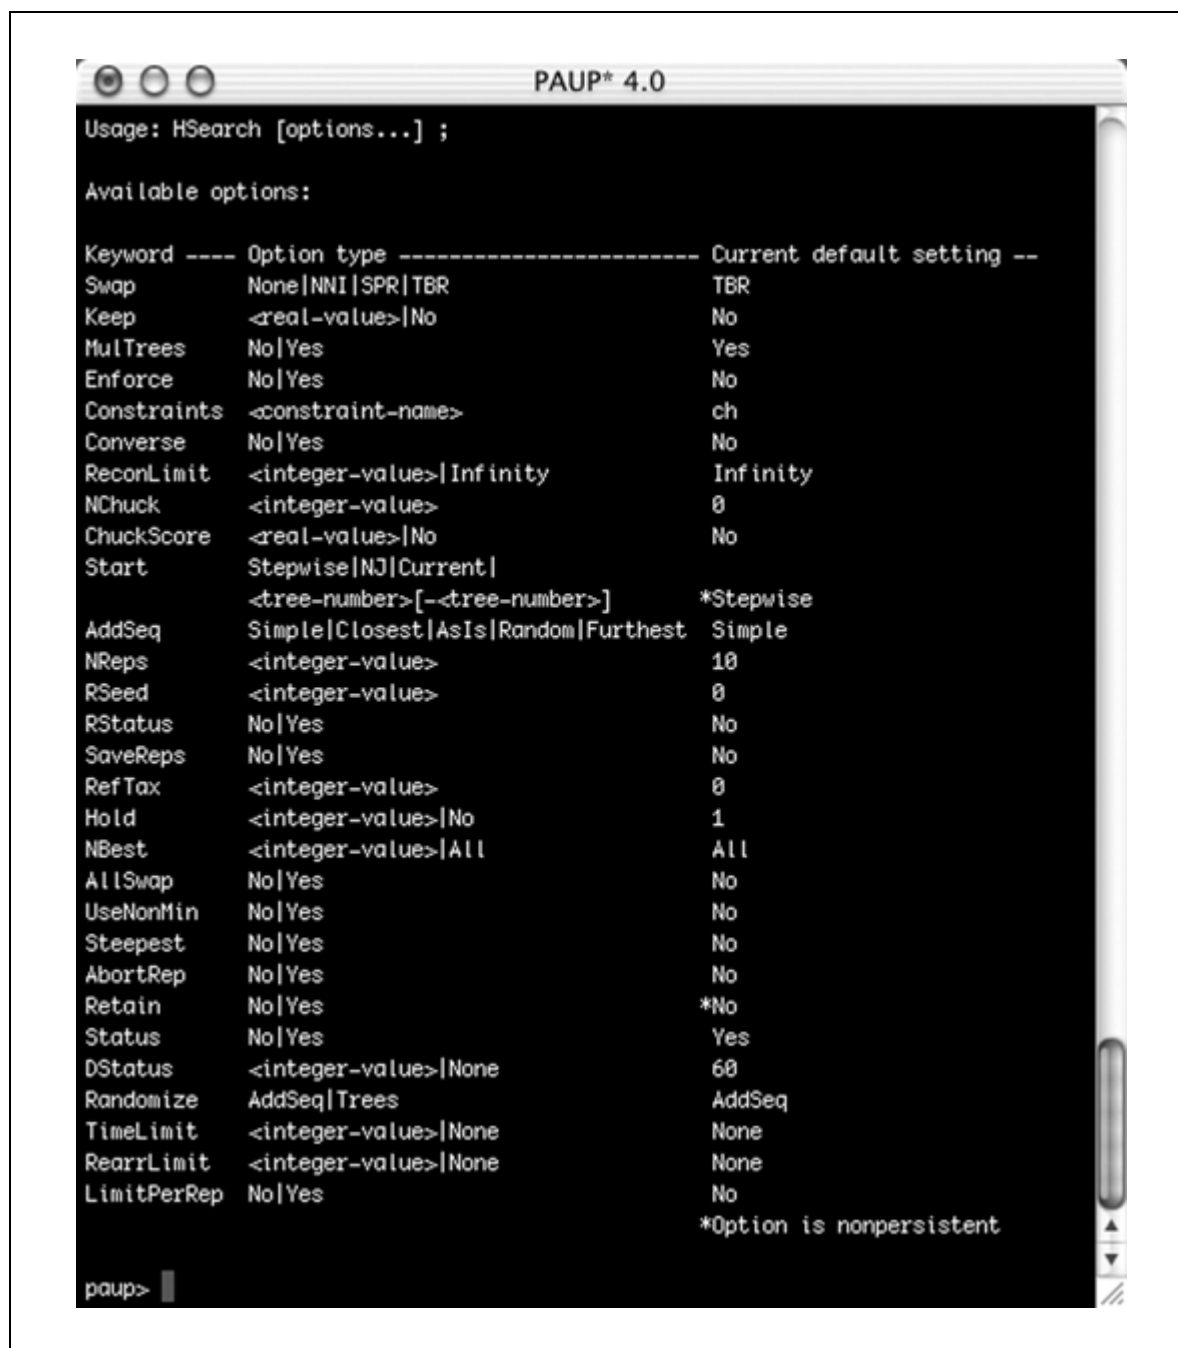 PAUP* 4.0
Usage: HSearch [options...] ;
Available options:
Keyword ---- Option type ------------------------ Current default setting --
Swap None|NNI|SPR|TBR TBR
Keep <real-value>|No No
MulTrees No|Yes Yes
Enforce No|Yes No
Constraints <constraint-name> ch
Converse No|Yes No
ReconLimit <integer-value>|Infinity Infinity
NChuck <integer-value> 0
ChuckScore <real-value>|No No
Start Stepwise|NJ|Current|
<tree-number>[-<tree-number>] *Stepwise
AddSeq Simple|Closest|AsIs|Random|Furthest Simple
NReps <integer-value> 10
RSeed <integer-value> 0
RStatus No|Yes No
SaveReps No|Yes No
RefTax <integer-value> 0
Hold <integer-value>|No 1
NBest <integer-value>|All All
AllSwap No|Yes No
UseNonMin No|Yes No
Steepest No|Yes No
AbortRep No|Yes No
Retain No|Yes *No
Status No|Yes Yes
DStatus <integer-value>|None 60
Randomize AddSeq|Trees AddSeq
TimeLimit <integer-value>|None None
RearrLimit <integer-value>|None None
LimitPerRep No|Yes No
*Option is nonpersistent
paup>